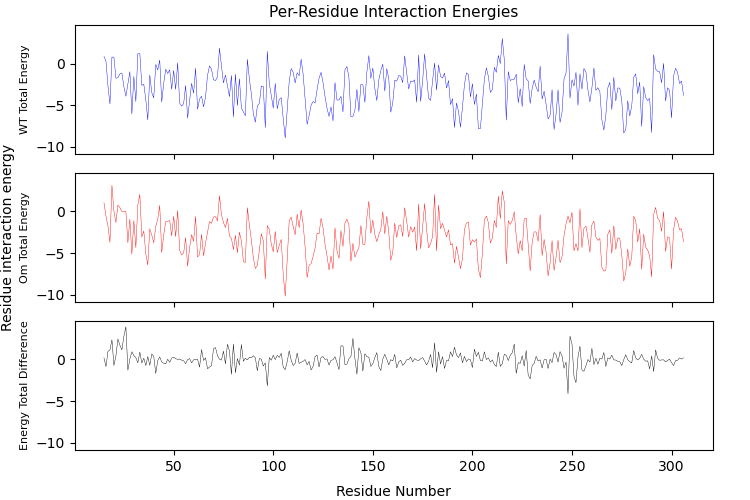 Per-Residue Interaction Energies
Residue interaction energy
WT Total Energy
0
−5
−10
Om Total Energy
0
−5
−10
Energy Total Difference
0
−5
−10
50 100 150 200 250 300
Residue Number